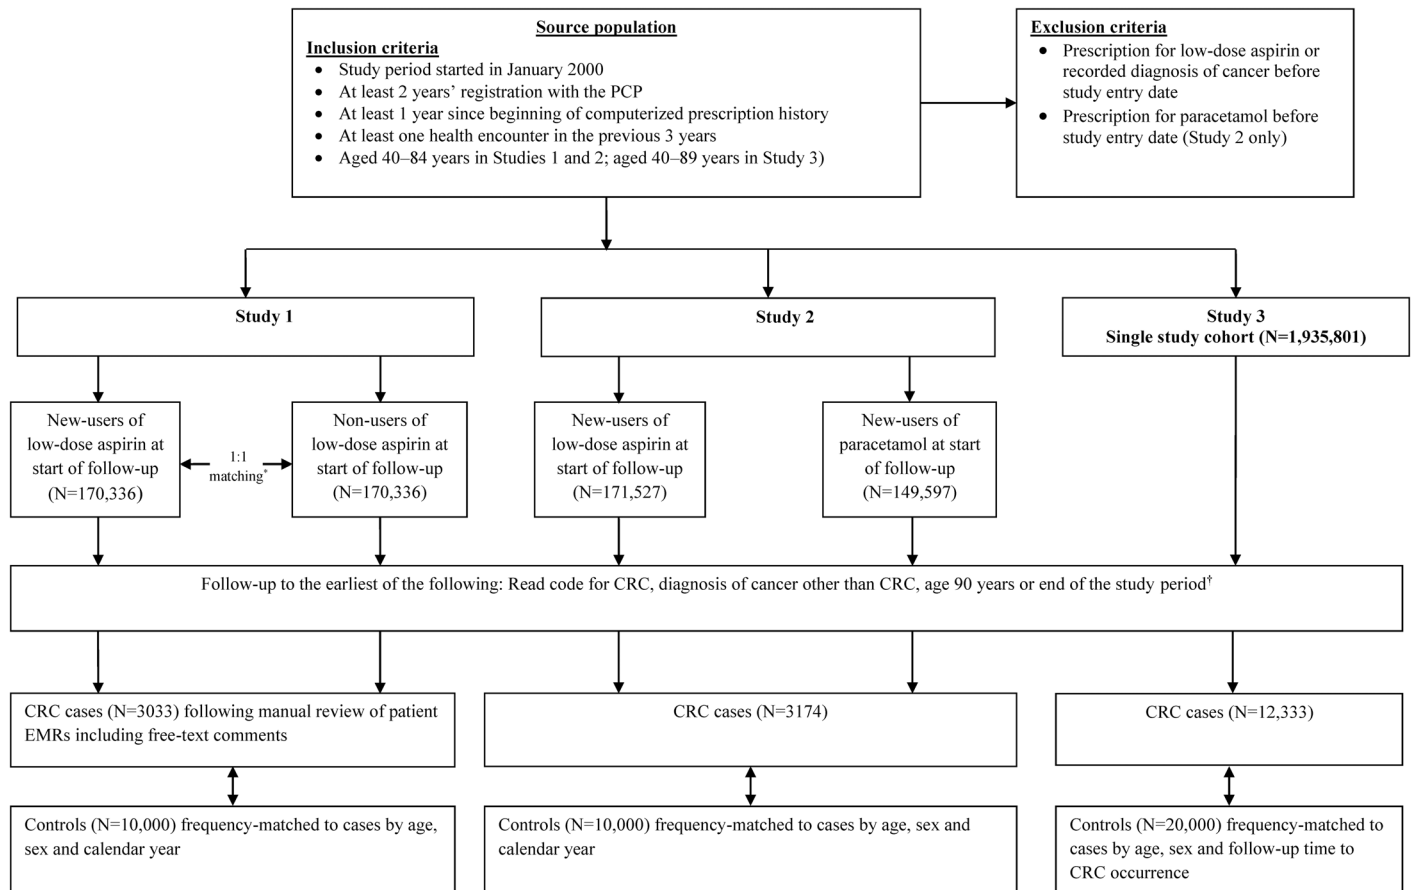 Source population
Inclusion criteria
• Study period started in January 2000
• At least 2 years' registration with the PCP
• At least 1 year since beginning of computerized prescription history
• At least one health encounter in the previous 3 years
• Aged 40–84 years in Studies 1 and 2; aged 40–89 years in Study 3)
Exclusion criteria
• Prescription for low-dose aspirin or
recorded diagnosis of cancer before
study entry date
• Prescription for paracetamol before
study entry date (Study 2 only)
Study 1
Study 2
Study 3
Single study cohort (N=1,935,801)
New-users of
low-dose aspirin at
start of follow-up
(N=170,336)
1:1
matching*
Non-users of
low-dose aspirin at
start of follow-up
(N=170,336)
New-users of
low-dose aspirin at
start of follow-up
(N=171,527)
New-users of
paracetamol at start
of follow-up
(N=149,597)
Follow-up to the earliest of the following: Read code for CRC, diagnosis of cancer other than CRC, age 90 years or end of the study period†
CRC cases (N=3033) following manual review of patient
EMRs including free-text comments
CRC cases (N=3174)
CRC cases (N=12,333)
Controls (N=10,000) frequency-matched to cases by age,
sex and calendar year
Controls (N=10,000) frequency-matched to cases by age, sex and
calendar year
Controls (N=20,000) frequency-matched to
cases by age, sex and follow-up time to
CRC occurrence